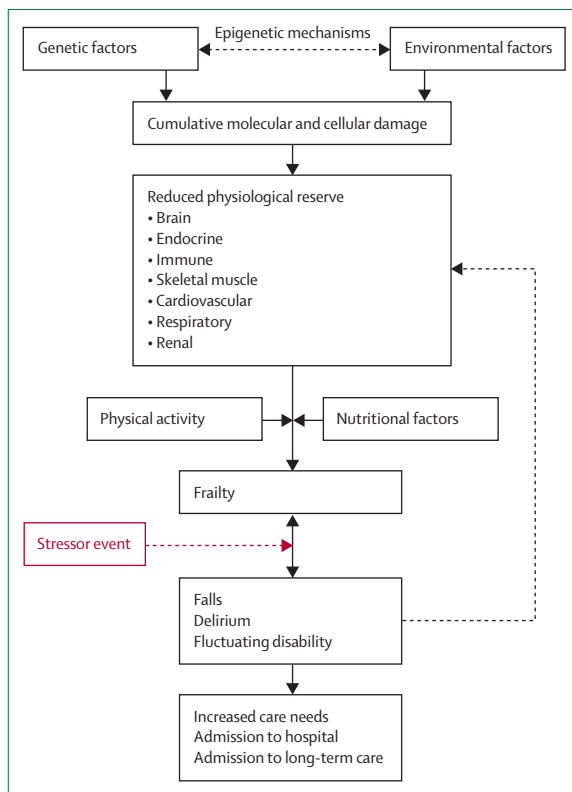 Epigenetic mechanisms
Genetic factors
Environmental factors
Cumulative molecular and cellular damage
Reduced physiological reserve
• Brain
• Endocrine
• Immune
• Skeletal muscle
• Cardiovascular
• Respiratory
• Renal
Physical activity
Nutritional factors
Frailty
Stressor event
Falls
Delirium
Fluctuating disability
Increased care needs
Admission to hospital
Admission to long-term care